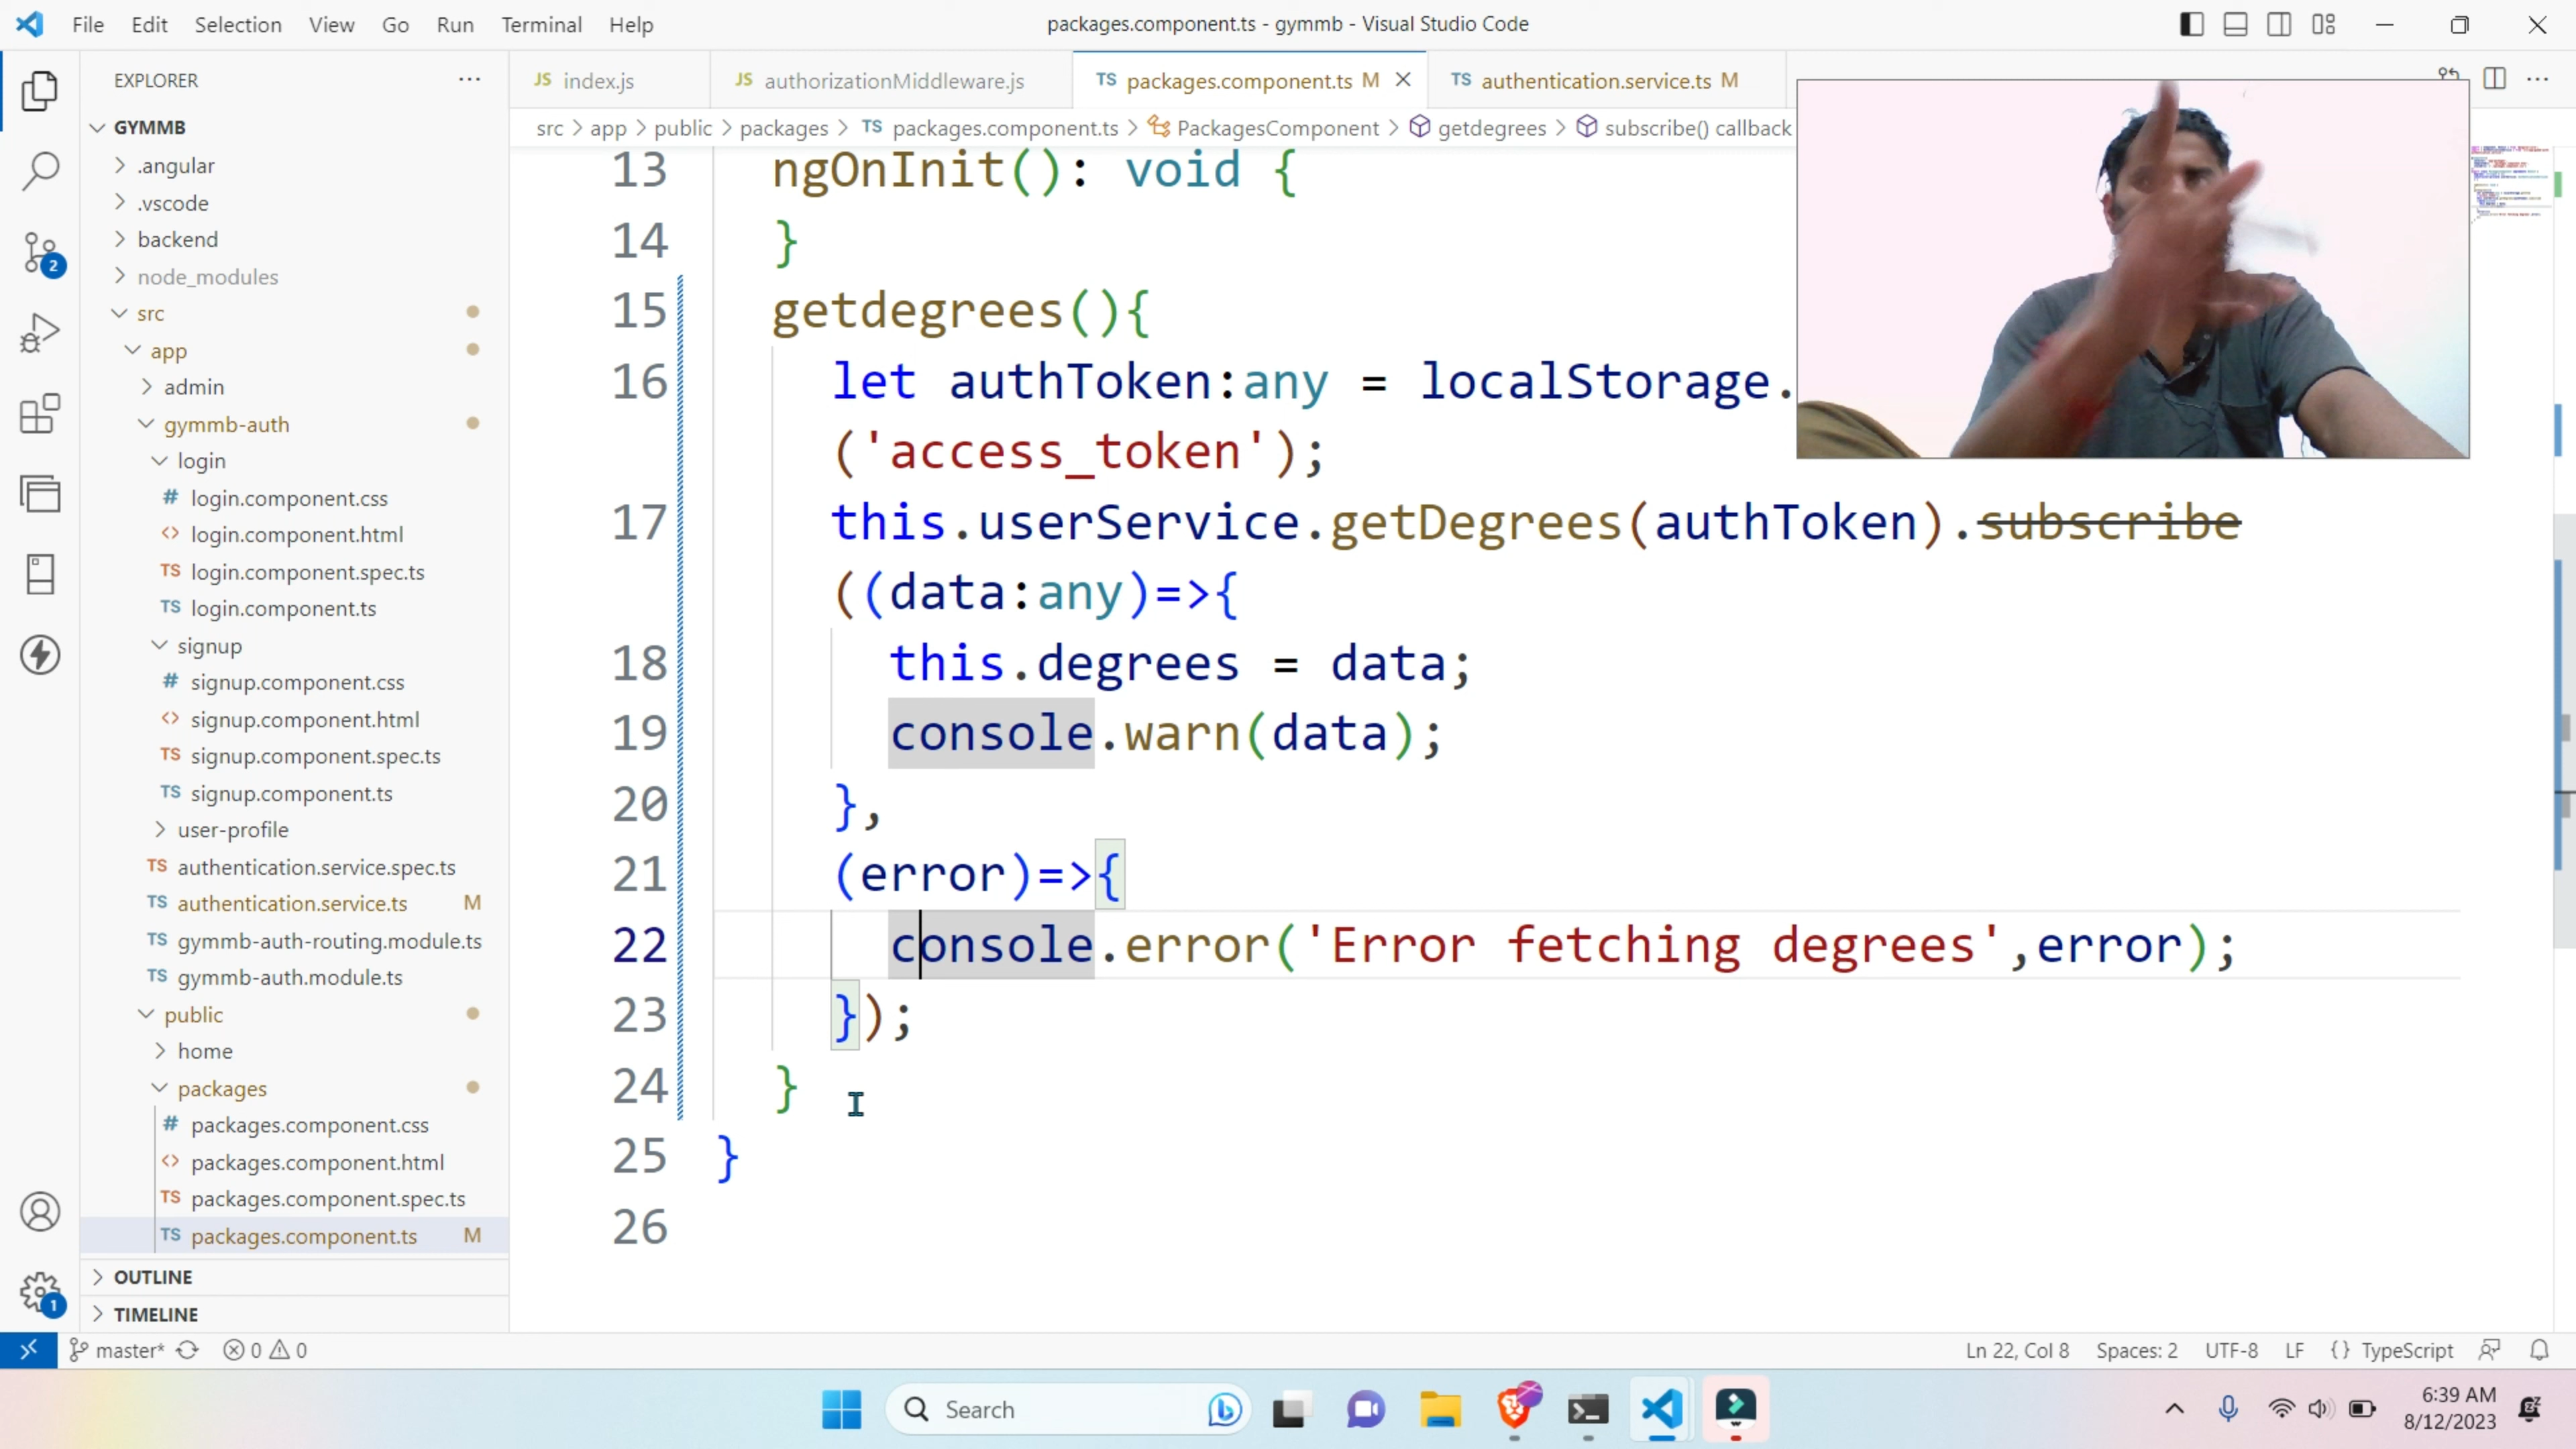 File Edit Selection View Go Run Terminal Help
packages.component.ts - gymmb - Visual Studio Code
EXPLORER
GYMMB
.angular
.vscode
backend
node_modules
src
app
admin
gymmb-auth
login
login.component.css
login.component.html
login.component.spec.ts
login.component.ts
signup
signup.component.css
signup.component.html
signup.component.spec.ts
signup.component.ts
user-profile
authentication.service.spec.ts
authentication.service.ts M
gymmb-auth-routing.module.ts
gymmb-auth.module.ts
public
home
packages
packages.component.css
packages.component.html
packages.component.spec.ts
packages.component.ts M
OUTLINE
TIMELINE
2
1
JS index.js
JS authorizationMiddleware.js
TS packages.component.ts M
TS authentication.service.ts M
src > app > public > packages > TS packages.component.ts > PackagesComponent > getdegrees > subscribe() callback
13 ngOnInit(): void {
14 }
15 getdegrees(){
16 let authToken:any = localStorage.
('access_token');
17 this.userService.getDegrees(authToken).subscribe
((data:any)=>{
18 this.degrees = data;
19 console.warn(data);
20 },
21 (error)=>{
22 console.error('Error fetching degrees',error);
23 });
24 }
25 }
26
master* 0 0
Ln 22, Col 8 Spaces: 2 UTF-8 LF {} TypeScript
Search
6:39 AM
8/12/2023